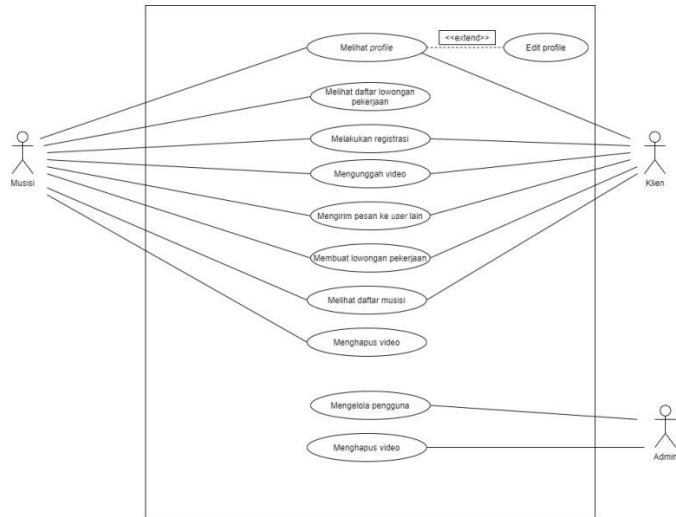 <<extend>>
Melihat profile
Edit profile
Melihat daftar lowongan
pekerjaan
Melakukan registrasi
Musisi
Klien
Mengunggah video
Mengirim pesan ke user lain
Membuat lowongan pekerjaan
Melihat daftar musisi
Menghapus video
Mengelola pengguna
Menghapus video
Admin